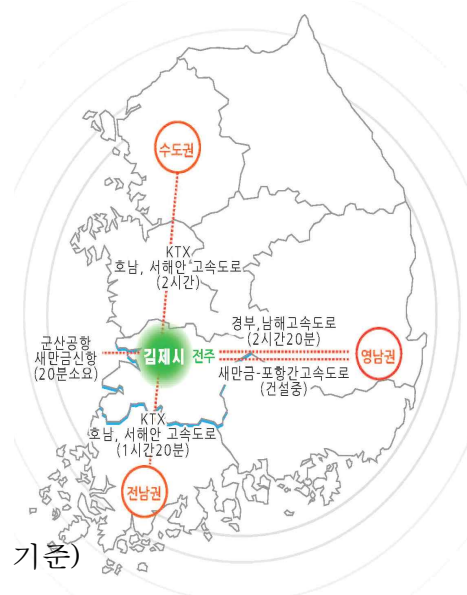 수도권
KTX
호남, 서해안 고속도로
(2시간)
경부,남해고속도로
(2시간20분)
군산공항
새만금신항
(20분소요)
김제시 전주
영남권
새만금-포항간고속도로
(건설중)
KTX
호남, 서해안 고속도로
(1시간20분)
전남권
기준)